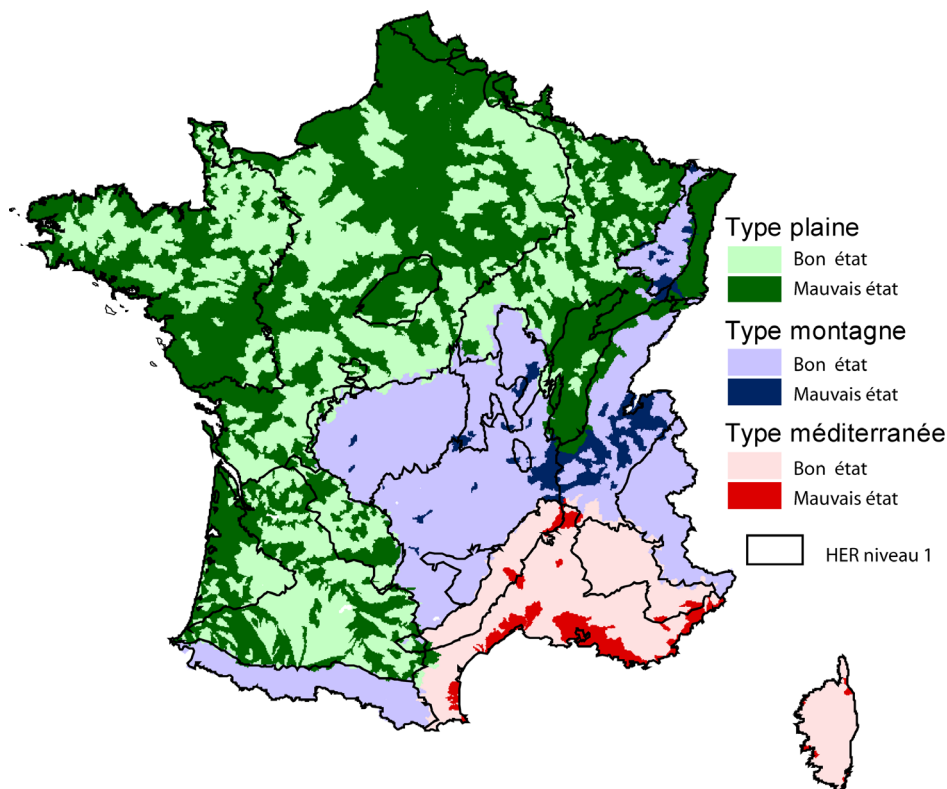 Type plaine
Bon état
Mauvais état
Type montagne
Bon état
Mauvais état
Type méditerranée
Bon état
Mauvais état
HER niveau 1